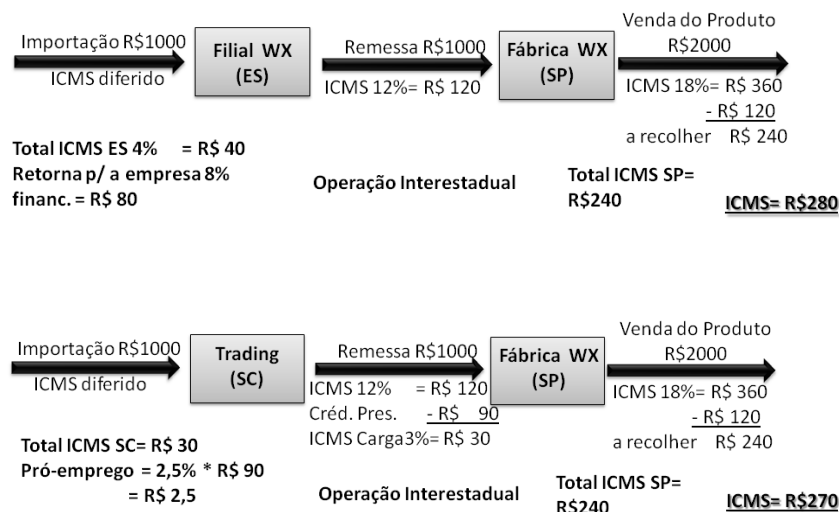 Importação R$1000
ICMS diferido
Filial WX
(ES)
Remessa R$1000
ICMS 12%= R$ 120
Fábrica WX
(SP)
Venda do Produto
R$2000
ICMS 18%= R$ 360
- R$ 120
a recolher R$ 240
Total ICMS ES 4% = R$ 40
Retorna p/ a empresa 8%
financ. = R$ 80
Operação Interestadual
Total ICMS SP=
R$240
ICMS= R$280
Importação R$1000
ICMS diferido
Trading
(SC)
Remessa R$1000
ICMS 12% = R$ 120
Créd. Pres. - R$ 90
ICMS Carga3%= R$ 30
Fábrica WX
(SP)
Venda do Produto
R$2000
ICMS 18%= R$ 360
- R$ 120
a recolher R$ 240
Total ICMS SC= R$ 30
Pró-emprego = 2,5% * R$ 90
= R$ 2,5
Operação Interestadual
Total ICMS SP=
R$240
ICMS= R$270